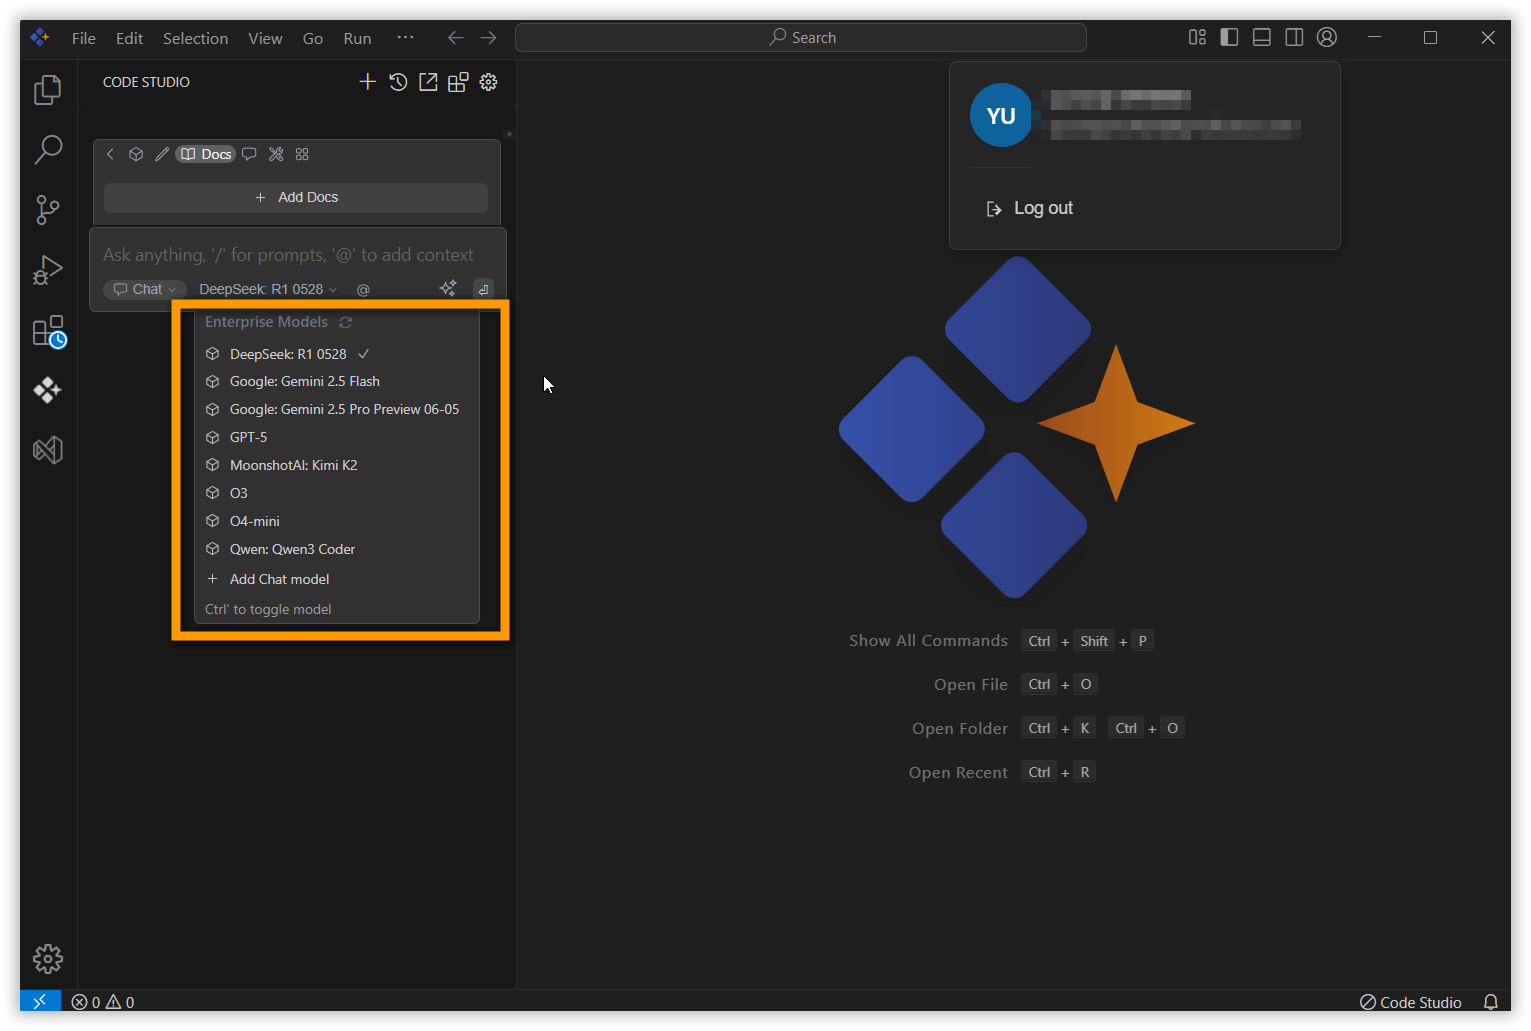 File Edit Selection View Go Run ··· Search
CODE STUDIO
YU
Docs
+ Add Docs
Log out
Ask anything, '/' for prompts, '@' to add context
Chat DeepSeek: R1 0528 @
Enterprise Models
DeepSeek: R1 0528 ✓
Google: Gemini 2.5 Flash
Google: Gemini 2.5 Pro Preview 06-05
GPT-5
MoonshotAI: Kimi K2
O3
O4-mini
Qwen: Qwen3 Coder
+ Add Chat model
Ctrl' to toggle model
Show All Commands Ctrl + Shift + P
Open File Ctrl + O
Open Folder Ctrl + K Ctrl + O
Open Recent Ctrl + R
0 0 Code Studio